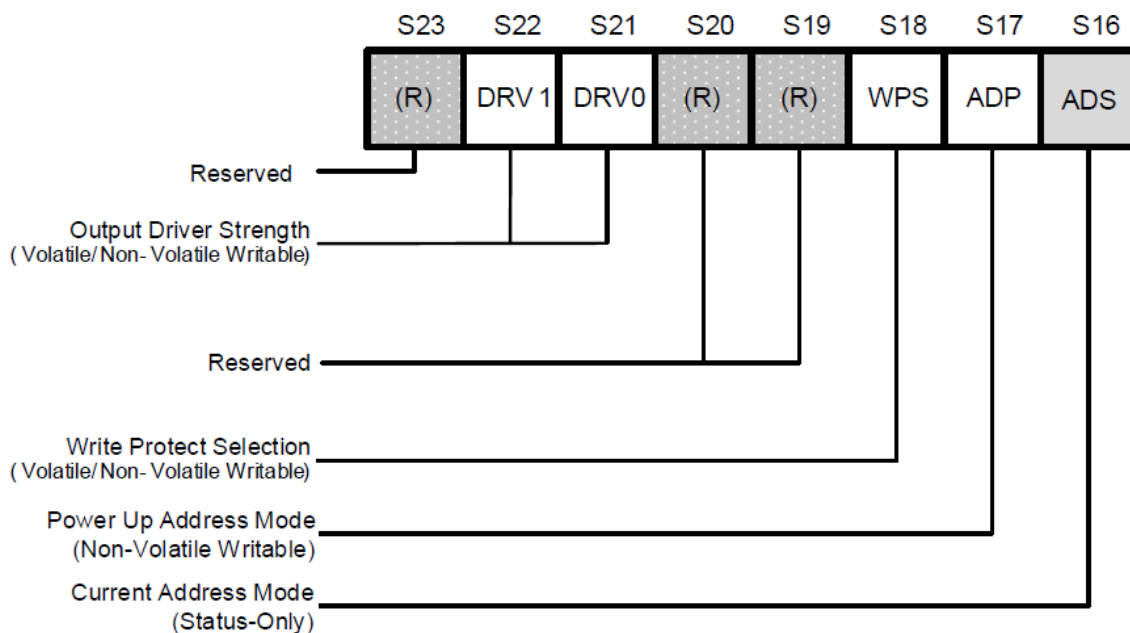 S23 S22 S21 S20 S19 S18 S17 S16
(R) DRV 1 DRV0 (R) (R) WPS ADP ADS
Reserved
Output Driver Strength
( Volatile/ Non- Volatile Writable)
Reserved
Write Protect Selection
( Volatile/ Non- Volatile Writable)
Power Up Address Mode
(Non-Volatile Writable)
Current Address Mode
(Status-Only)